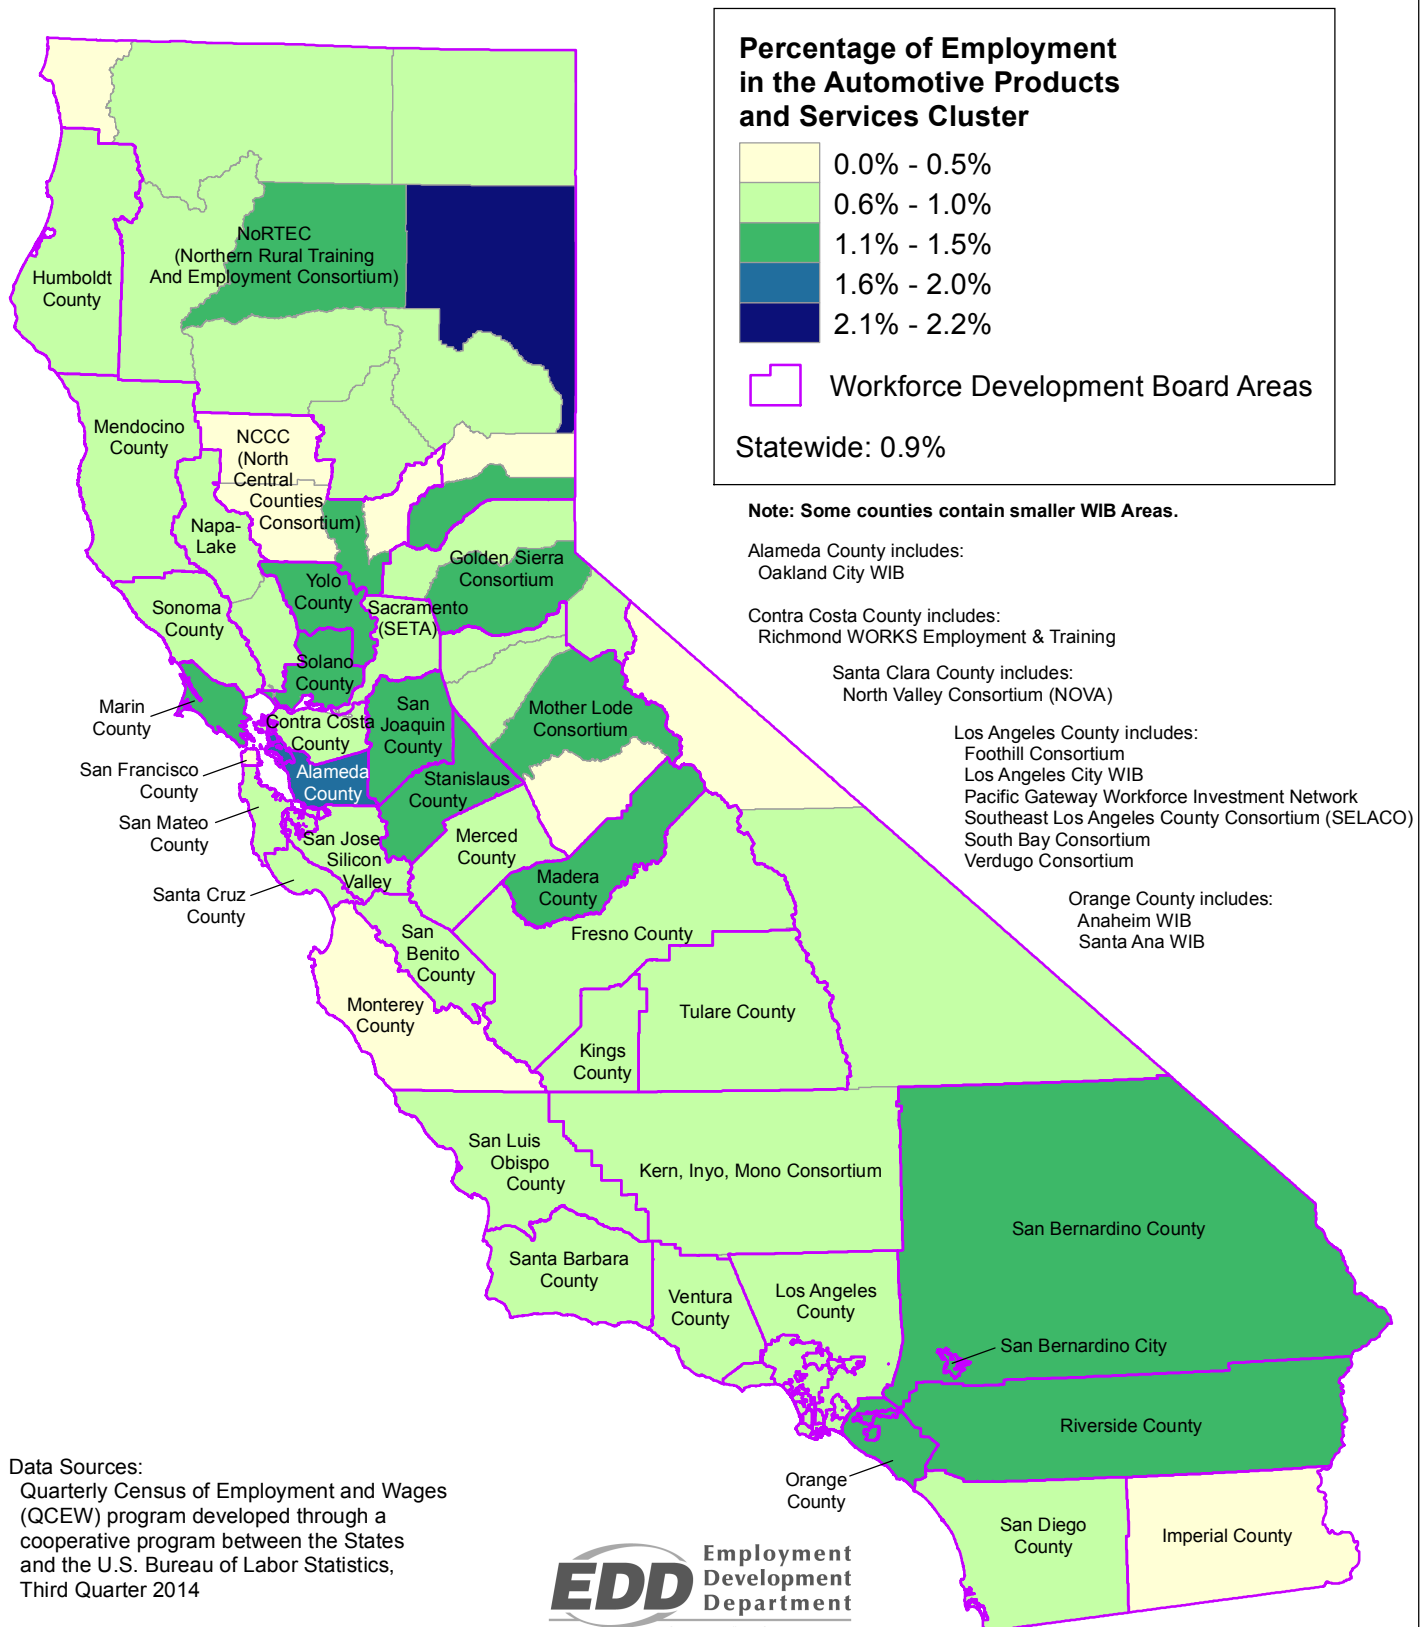 Percentage of Employment
in the Automotive Products
and Services Cluster
0.0% - 0.5%
0.6% - 1.0%
1.1% - 1.5%
1.6% - 2.0%
2.1% - 2.2%
Workforce Development Board Areas
Statewide: 0.9%
Note: Some counties contain smaller WIB Areas.
Alameda County includes:
Oakland City WIB
Contra Costa County includes:
Richmond WORKS Employment & Training
Santa Clara County includes:
North Valley Consortium (NOVA)
Los Angeles County includes:
Foothill Consortium
Los Angeles City WIB
Pacific Gateway Workforce Investment Network
Southeast Los Angeles County Consortium (SELACO)
South Bay Consortium
Verdugo Consortium
Orange County includes:
Anaheim WIB
Santa Ana WIB
NoRTEC
(Northern Rural Training
And Employment Consortium)
Humboldt
County
Mendocino
County
NCCC
(North
Central
Counties
Consortium)
Napa-
Lake
Golden Sierra
Consortium
Yolo
County
Sonoma
County
Sacramento
(SETA)
Solano
County
Marin
County
Contra Costa
County
San
Joaquin
County
Mother Lode
Consortium
San Francisco
County
Alameda
County
Stanislaus
County
San Mateo
County
San Jose
Silicon
Valley
Merced
County
Santa Cruz
County
Madera
County
San
Benito
County
Fresno County
Monterey
County
Tulare County
Kings
County
San Luis
Obispo
County
Kern, Inyo, Mono Consortium
San Bernardino County
Santa Barbara
County
Ventura
County
Los Angeles
County
San Bernardino City
Riverside County
Orange
County
San Diego
County
Imperial County
Data Sources:
Quarterly Census of Employment and Wages
(QCEW) program developed through a
cooperative program between the States
and the U.S. Bureau of Labor Statistics,
Third Quarter 2014
EDD
Employment
Development
Department